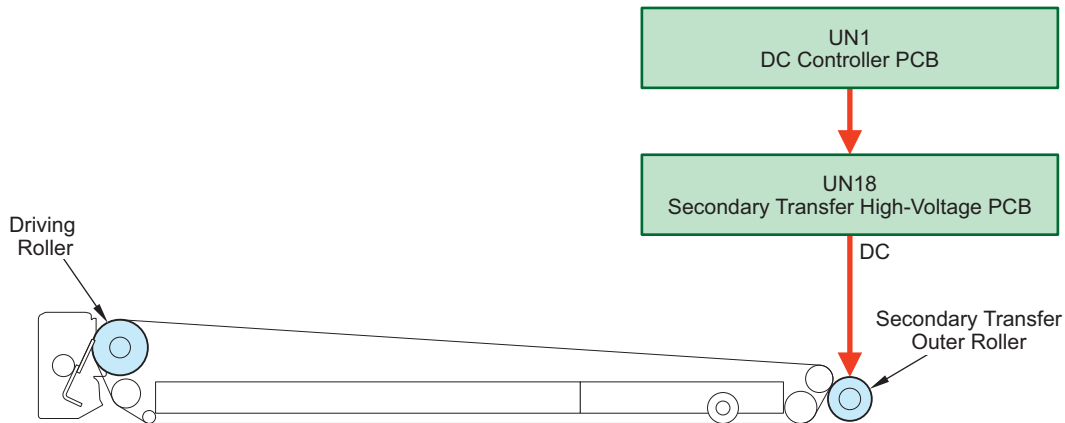 UN1
DC Controller PCB
UN18
Secondary Transfer High-Voltage PCB
DC
Driving
Roller
Secondary Transfer
Outer Roller